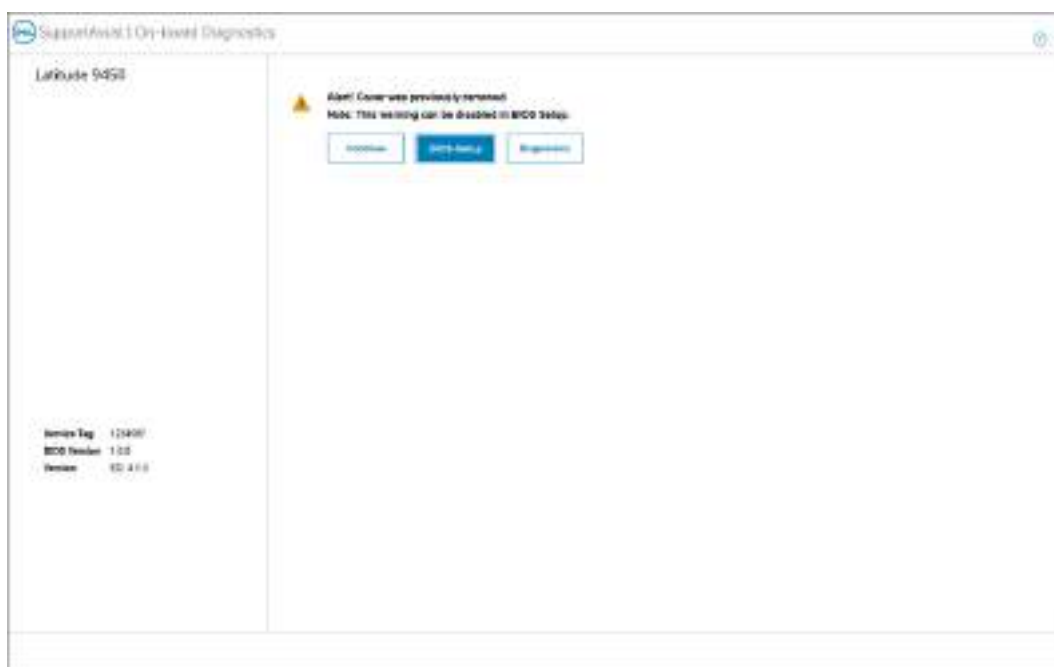 SupportAssist | On-board Diagnostics
Latitude 9450
Alert! Cover was previously removed
Note: This warning can be disabled in BIOS Setup.
Continue
BIOS-Setup
Diagnostics
Service Tag
BIOS Version
Version